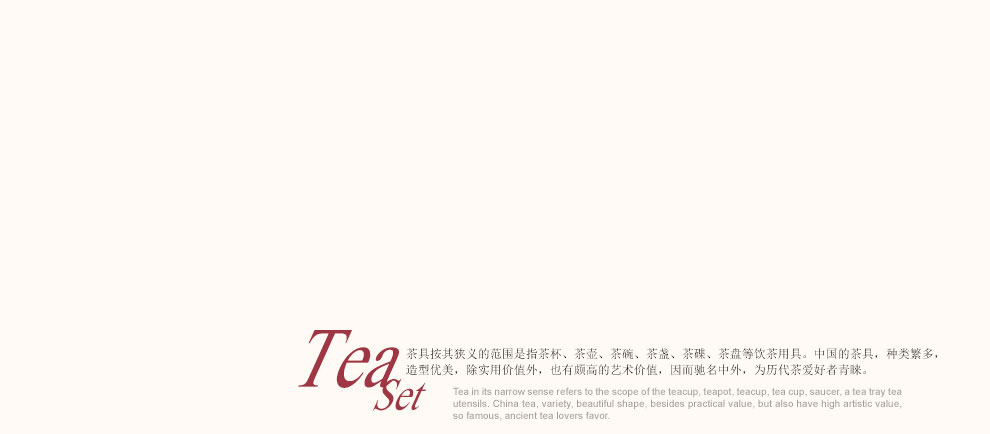 Tea
Set
茶具按其狭义的范围是指茶杯、茶壶、茶碗、茶盏、茶碟、茶盘等饮茶用具。中国的茶具，种类繁多，
造型优美，除实用价值外，也有颇高的艺术价值，因而驰名中外，为历代茶爱好者青睐。
Tea in its narrow sense refers to the scope of the teacup, teapot, teacup, tea cup, saucer, a tea tray tea
utensils. China tea, variety, beautiful shape, besides practical value, but also have high artistic value,
so famous, ancient tea lovers favor.